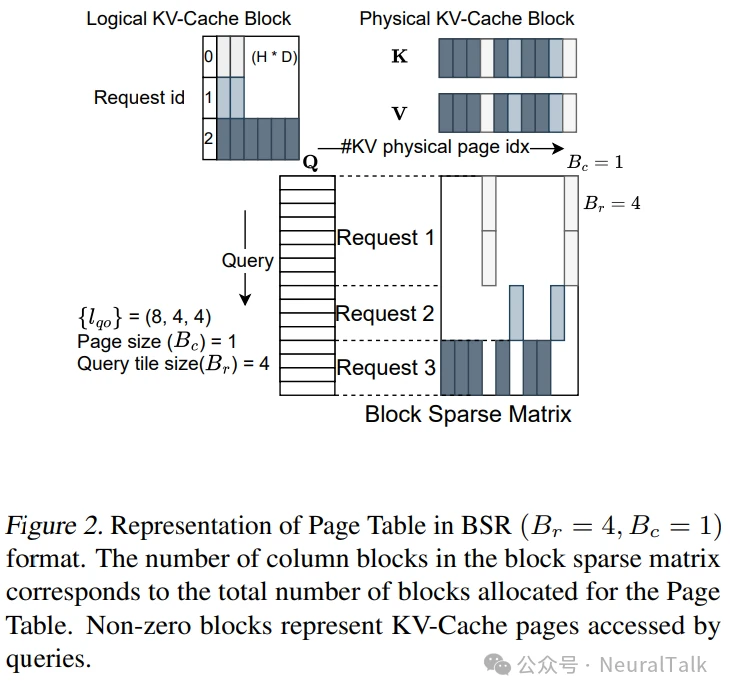 Logical KV-Cache Block
Physical KV-Cache Block
0
(H * D)
K
Request id
1
V
2
Q
#KV physical page idx
B_c = 1
B_r = 4
Request 1
Query
{l_qo} = (8, 4, 4)
Request 2
Page size (B_c) = 1
Query tile size(B_r) = 4
Request 3
Block Sparse Matrix
Figure 2. Representation of Page Table in BSR (B_r = 4, B_c = 1)
format. The number of column blocks in the block sparse matrix
corresponds to the total number of blocks allocated for the Page
Table. Non-zero blocks represent KV-Cache pages accessed by
queries.
公众号 · NeuralTalk